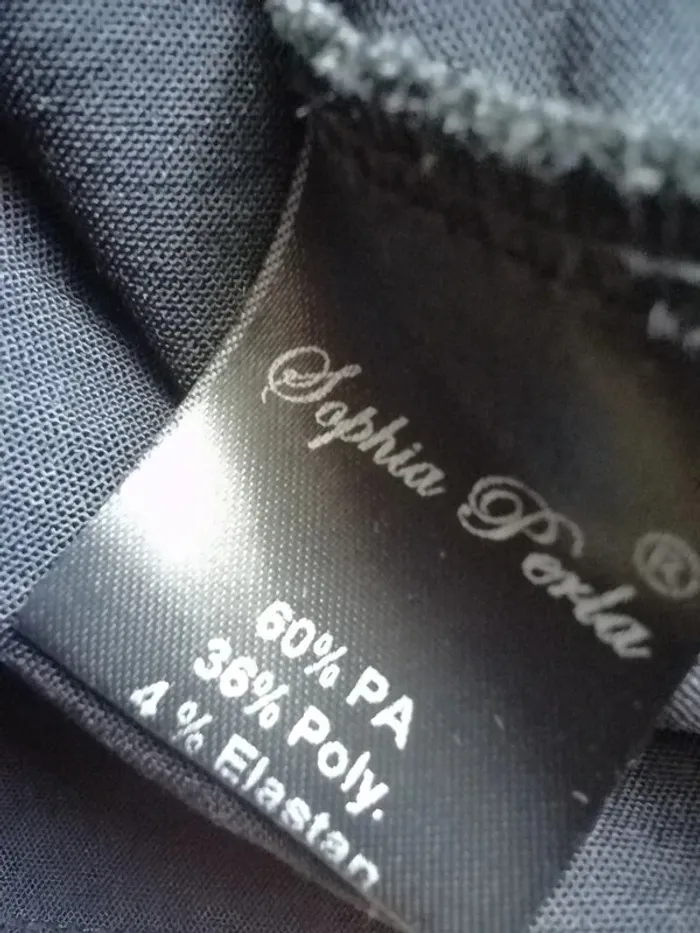 Sophia Perla ®
60% PA
36% Poly.
4 % Elastan